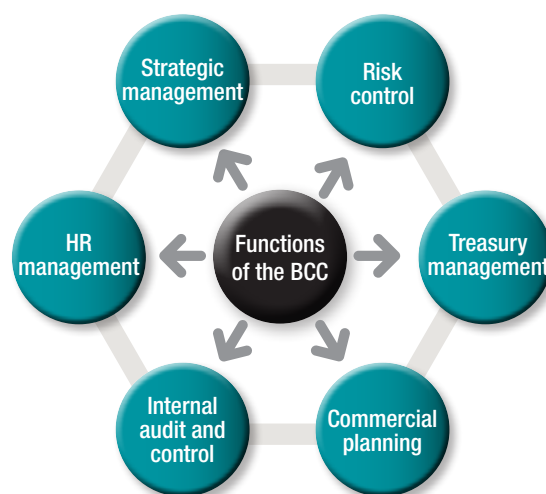 Strategic
management
Risk
control
HR
management
Functions
of the BCC
Treasury
management
Internal
audit and
control
Commercial
planning